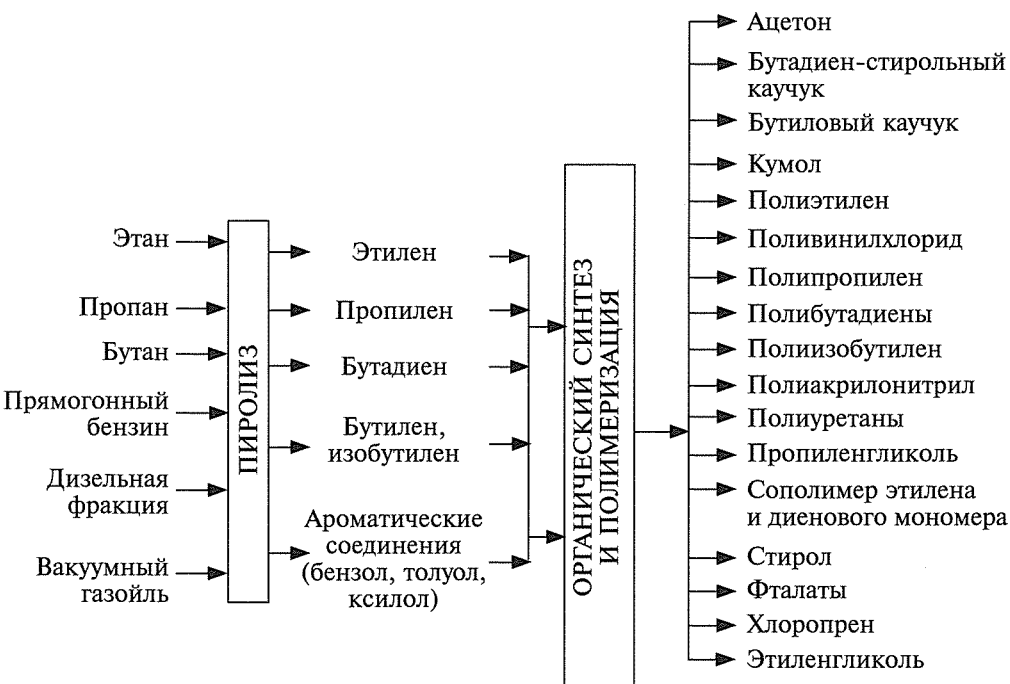 Этан
Пропан
Бутан
Прямогонный
бензин
Дизельная
фракция
Вакуумный
газойль
ПИРОЛИЗ
Этилен
Пропилен
Бутадиен
Бутилен,
изобутилен
Ароматические
соединения
(бензол, толуол,
ксилол)
ОРГАНИЧЕСКИЙ СИНТЕЗ
И ПОЛИМЕРИЗАЦИЯ
Ацетон
Бутадиен-стирольный
каучук
Бутиловый каучук
Кумол
Полиэтилен
Поливинилхлорид
Полипропилен
Полибутадиены
Полиизобутилен
Полиакрилонитрил
Полиуретаны
Пропиленгликоль
Сополимер этилена
и диенового мономера
Стирол
Фталаты
Хлоропрен
Этиленгликоль